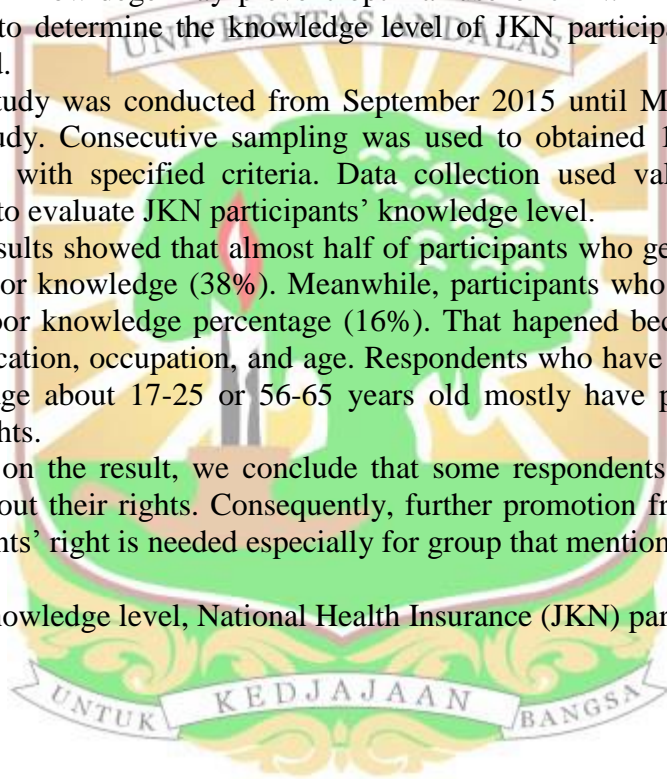 to determine the knowledge level of JKN particip
UNIVERSITAS ANDALAS
d.
tudy was conducted from September 2015 until M
udy. Consecutive sampling was used to obtained
with specified criteria. Data collection used val
to evaluate JKN participants’ knowledge level.
sults showed that almost half of participants who ge
or knowledge (38%). Meanwhile, participants who
oor knowledge percentage (16%). That hapened bec
cation, occupation, and age. Respondents who have
ge about 17-25 or 56-65 years old mostly have p
hts.
on the result, we conclude that some respondents
out their rights. Consequently, further promotion fr
nts’ right is needed especially for group that mention
nowledge level, National Health Insurance (JKN) par
UNTUK KEDJAJAAN BANGSA